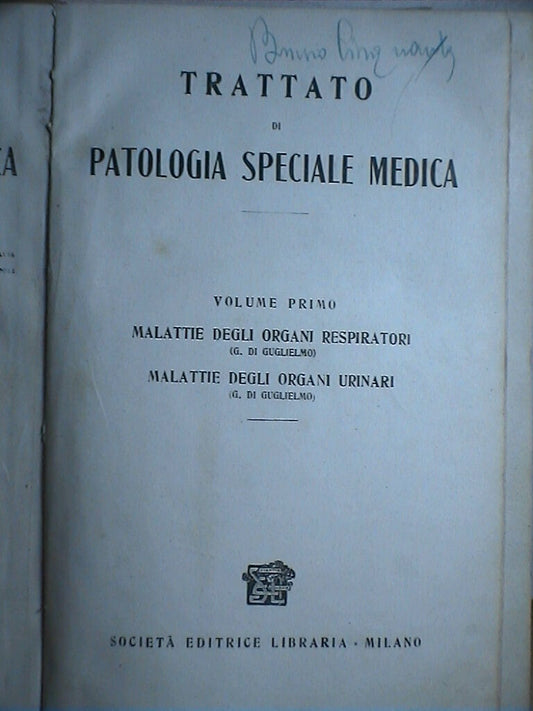 Bruno Cinquanta
TRATTATO
DI
PATOLOGIA SPECIALE MEDICA
VOLUME PRIMO
MALATTIE DEGLI ORGANI RESPIRATORI
(G. DI GUGLIELMO)
MALATTIE DEGLI ORGANI URINARI
(G. DI GUGLIELMO)
SOCIETÀ EDITRICE LIBRARIA - MILANO